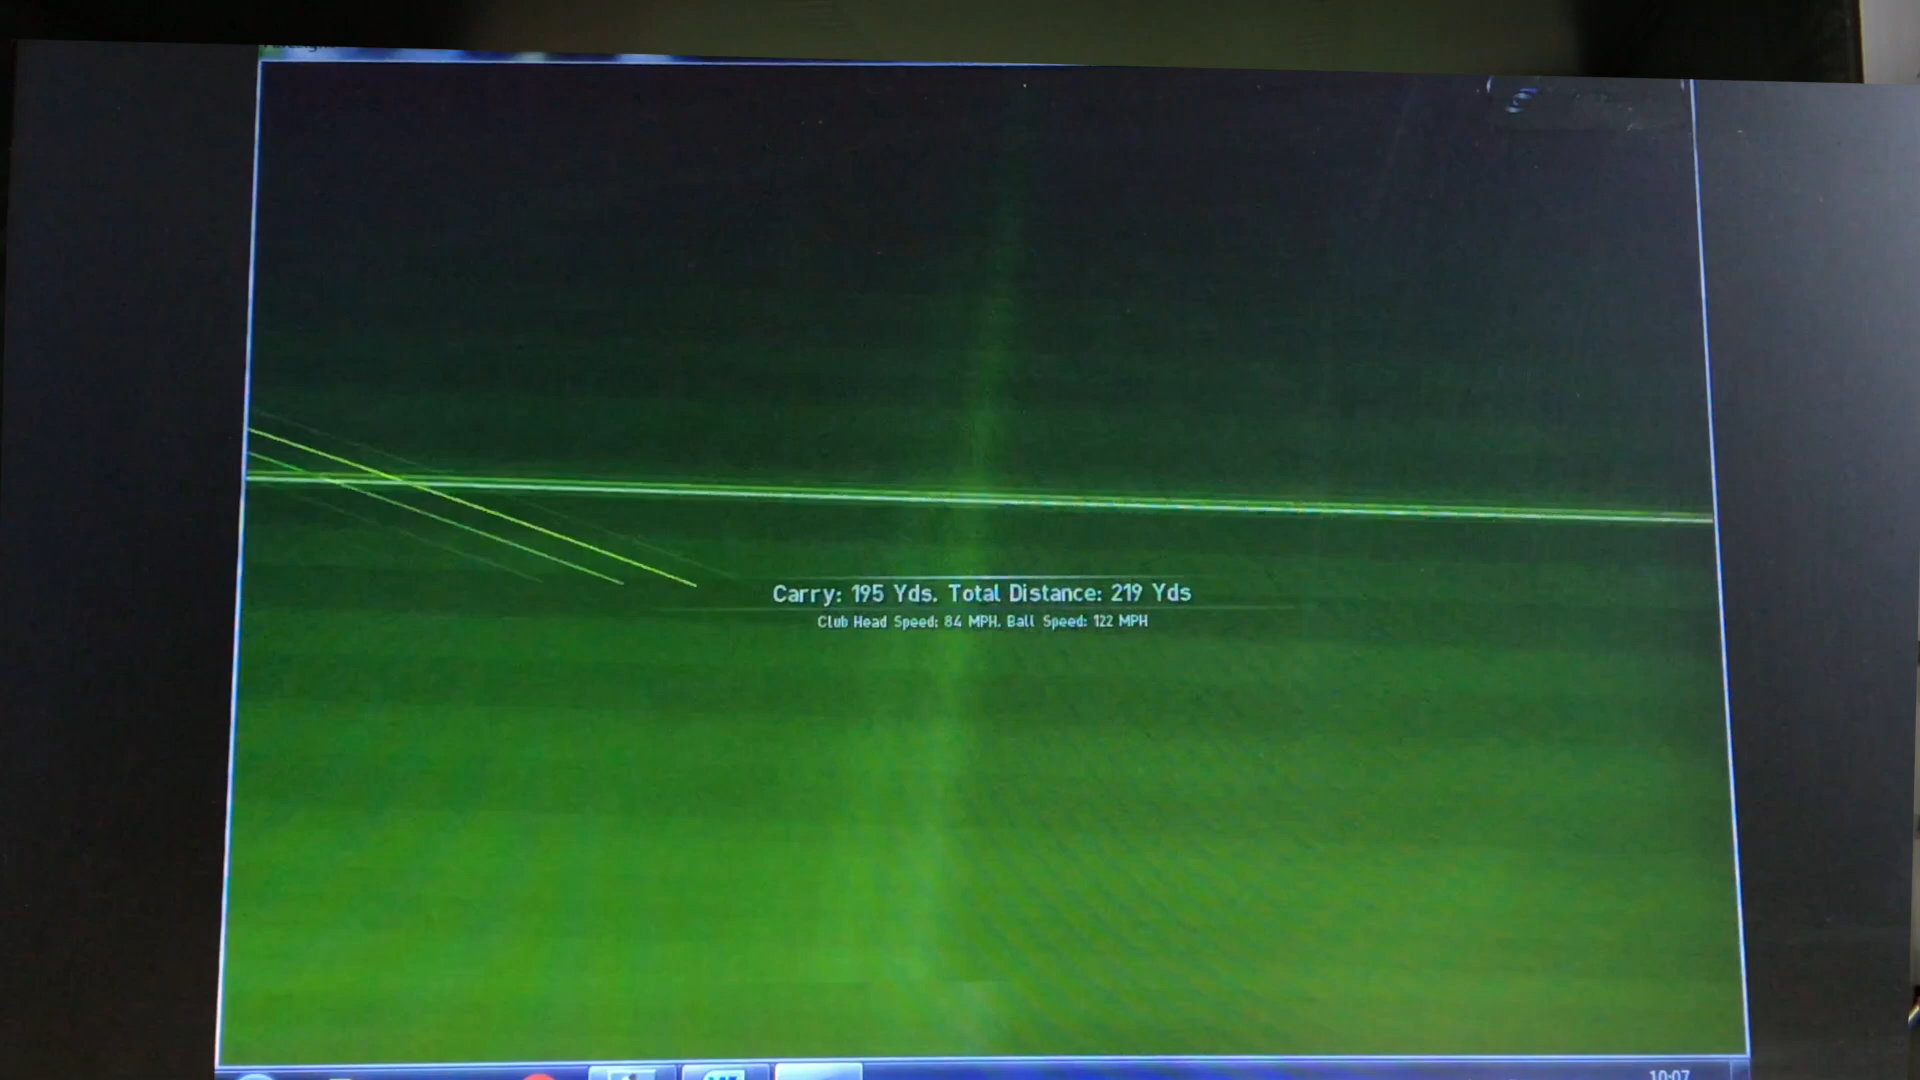 Carry: 195 Yds. Total Distance: 219 Yds
Club Head Speed: 84 MPH. Ball Speed: 122 MPH
10:07